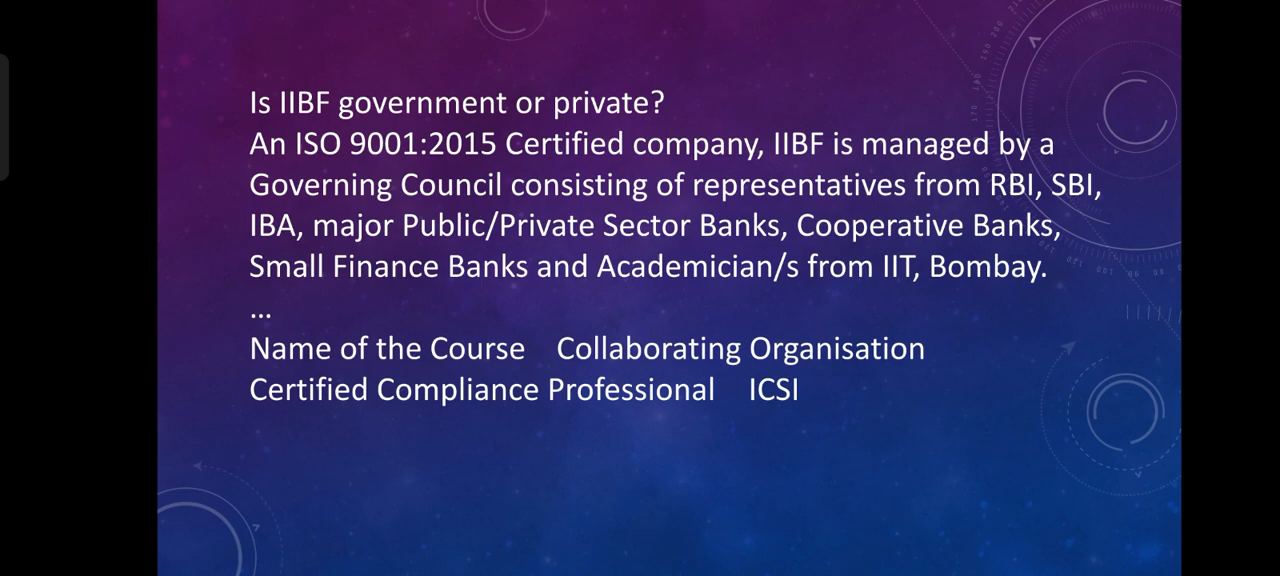 Is IIBF government or private?
An ISO 9001:2015 Certified company, IIBF is managed by a
Governing Council consisting of representatives from RBI, SBI,
IBA, major Public/Private Sector Banks, Cooperative Banks,
Small Finance Banks and Academician/s from IIT, Bombay.
...
Name of the Course    Collaborating Organisation
Certified Compliance Professional    ICSI